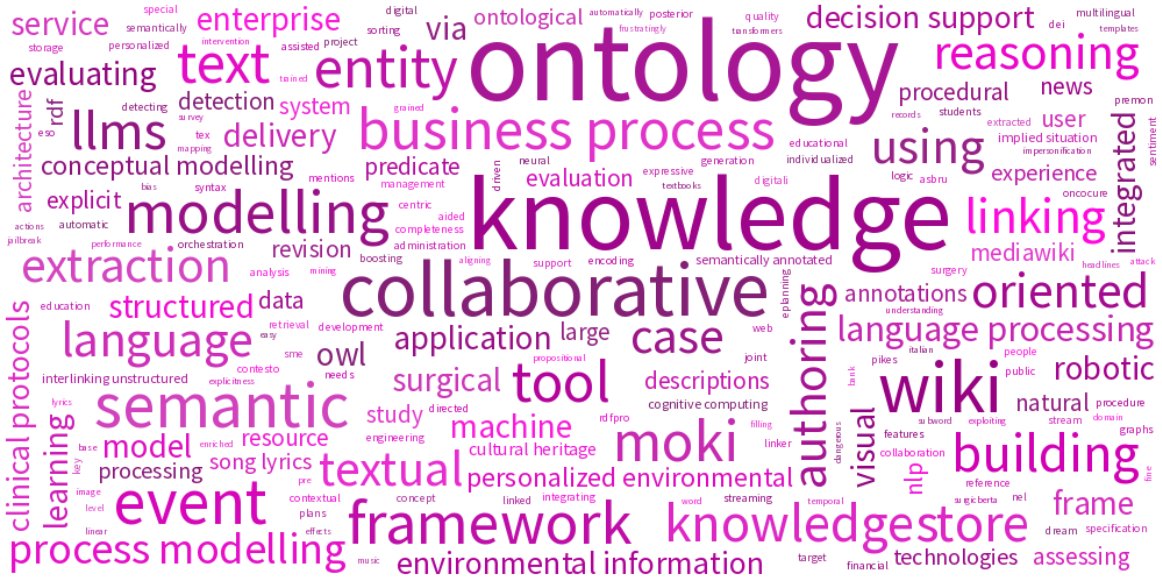 service
special
semantically
enterprise
digital
sorting
via
ontological
automatically
posterior
frustratingly
quality
transformers
decision support
dei
multilingual
templates
storage
personalized
intervention
assisted
project
evaluating
text
trained
entity
ontology
reasoning
architecture
rdf
eso
llms
detecting
detection
survey
tex
mapping
system
delivery
grained
business process
procedural
news
records
students
extracted
user
premon
implied situation
impersonification
integrated
sentiment
conceptual modelling
predicate
neural
driven
generation
educational
individualized
using
logic
asbru
experience
oncocure
bias
syntax
mentions
management
evaluation
expressive
textbooks
digitali
explicit
automatic
modelling
centric
aided
completeness
administration
knowledge
linking
actions
jailbreak
performance
orchestration
revision
boosting
aligning
support
encoding
semantically annotated
mediawiki
headlines
attack
extraction
analysis
mining
collaborative
eplanning
surgery
annotations
oriented
understanding
clinical protocols
education
structured
data
retrieval
development
easy
language
sme
contesto
owl
needs
application
large
case
web
joint
authoring
language processing
italian
people
pikes
public
robotic
interlinking
unstructured
explicitness
propositional
surgical
tool
descriptions
bank
wiki
natural
procedure
lyrics
semantic
study
directed
rdfpro
cognitive computing
filling
linker
dangerous
visual
subword
exploiting
stream
domain
graphs
features
collaboration
learning
base
key
model
enriched
resource
engineering
machine
cultural heritage
moki
nlp
building
fine
processing
song lyrics
pre
textual
personalized environmental
reference
surgicberta
nel
image
level
linear
event
contextual
plans
effects
concept
linked
integrating
word
streaming
temporal
framework
knowledgestore
frame
dream
specification
process modelling
music
environmental information
target
financial
technologies
assessing